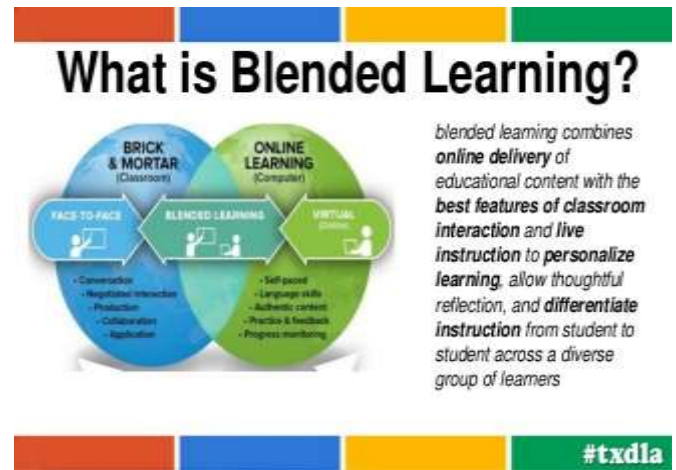 What is Blended Learning?
BRICK
& MORTAR
(Classroom)
ONLINE
LEARNING
(Computer)
FACE-TO-FACE
BLENDED LEARNING
VIRTUAL
- Conversation
- Negotiated interaction
- Production
- Collaboration
- Application
- Self-paced
- Language skills
- Authentic content
- Practice & feedback
- Progress monitoring
blended learning combines
online delivery of
educational content with the
best features of classroom
interaction and live
instruction to personalize
learning, allow thoughtful
reflection, and differentiate
instruction from student to
student across a diverse
group of learners
#txdla